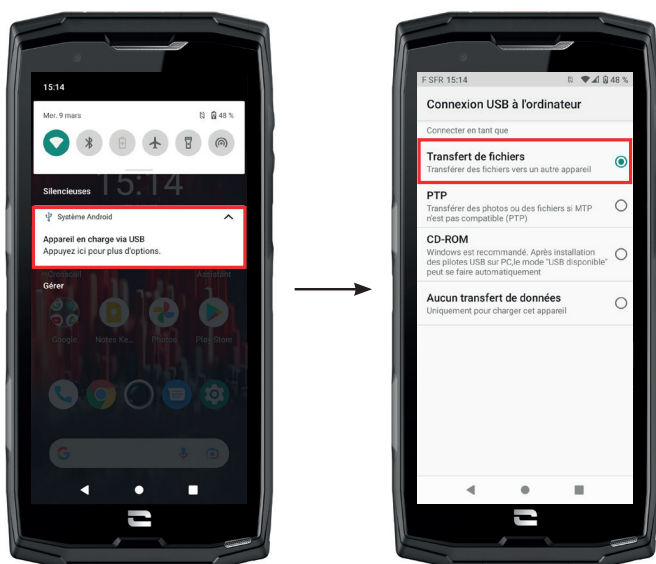 15:14
Mer. 9 mars
48 %
Silencieuses
15:14
Système Android
Appareil en charge via USB
Appuyez ici pour plus d'options.
Crosscall
Assistant
Gérer
Google
Notes Ke...
Photos
Play Store
F SFR 15:14
48 %
Connexion USB à l'ordinateur
Connecter en tant que
Transfert de fichiers
Transférer des fichiers vers un autre appareil
PTP
Transférer des photos ou des fichiers si MTP
n'est pas compatible (PTP)
CD-ROM
Windows est recommandé. Après installation
des pilotes USB sur PC,le mode "USB disponible"
peut se faire automatiquement
Aucun transfert de données
Uniquement pour charger cet appareil